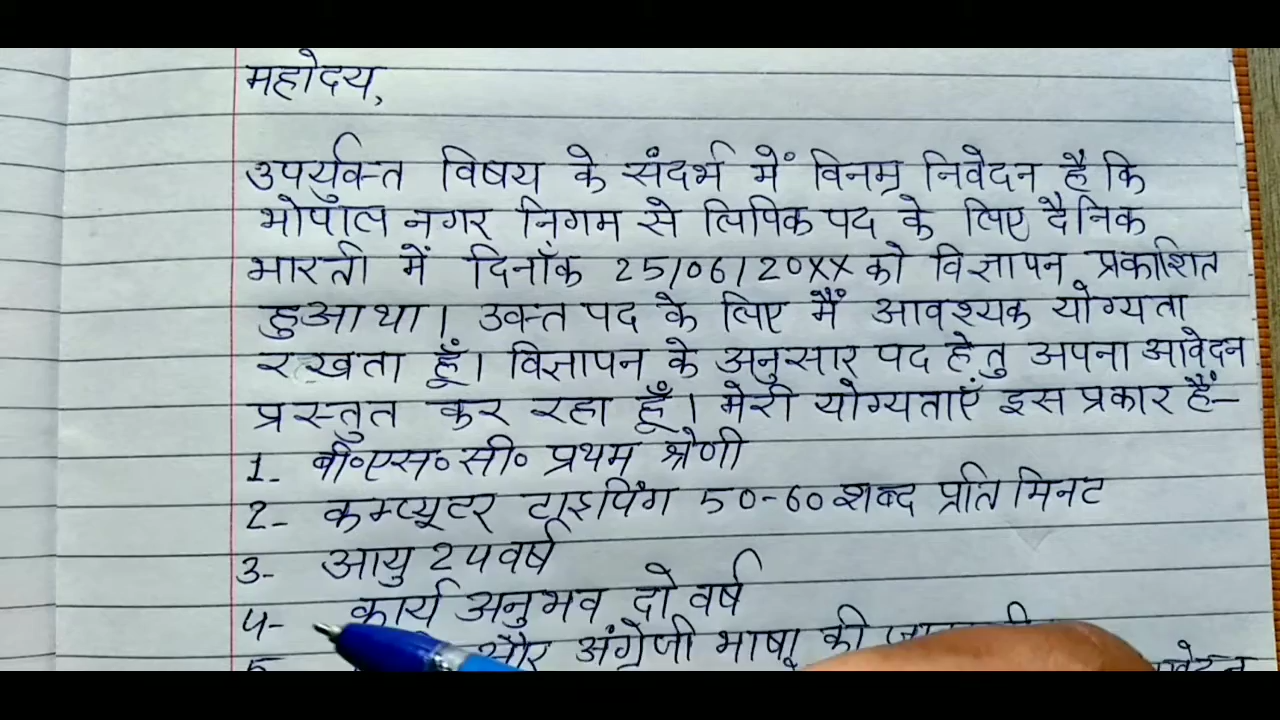 महोदय,
उपर्युक्त विषय के संदर्भ में विनम्र निवेदन है कि
भोपाल नगर निगम से लिपिक पद के लिए दैनिक
भारती में दिनाँक 25/06/20XX को विज्ञापन प्रकाशित
हुआ था। उक्त पद के लिए मैं आवश्यक योग्यता
रखता हूँ। विज्ञापन के अनुसार पद हेतु अपना आवेदन
प्रस्तुत कर रहा हूँ। मेरी योग्यताएँ इस प्रकार हैं-
1. बी०एस०सी० प्रथम श्रेणी
2- कम्प्यूटर टाइपिंग 50-60 शब्द प्रति मिनट
3- आयु 24 वर्ष
4- कार्य अनुभव दो वर्ष
और अंग्रेजी भाषा की